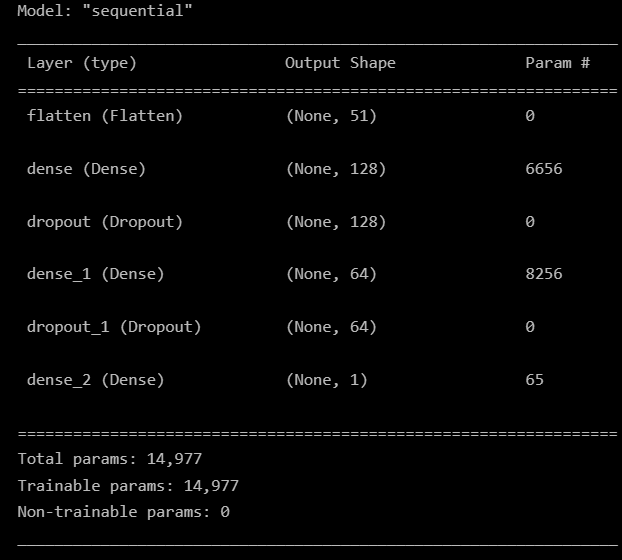 Model: "sequential"
Layer (type) Output Shape Param #
flatten (Flatten) (None, 51) 0
dense (Dense) (None, 128) 6656
dropout (Dropout) (None, 128) 0
dense_1 (Dense) (None, 64) 8256
dropout_1 (Dropout) (None, 64) 0
dense_2 (Dense) (None, 1) 65
Total params: 14,977
Trainable params: 14,977
Non-trainable params: 0